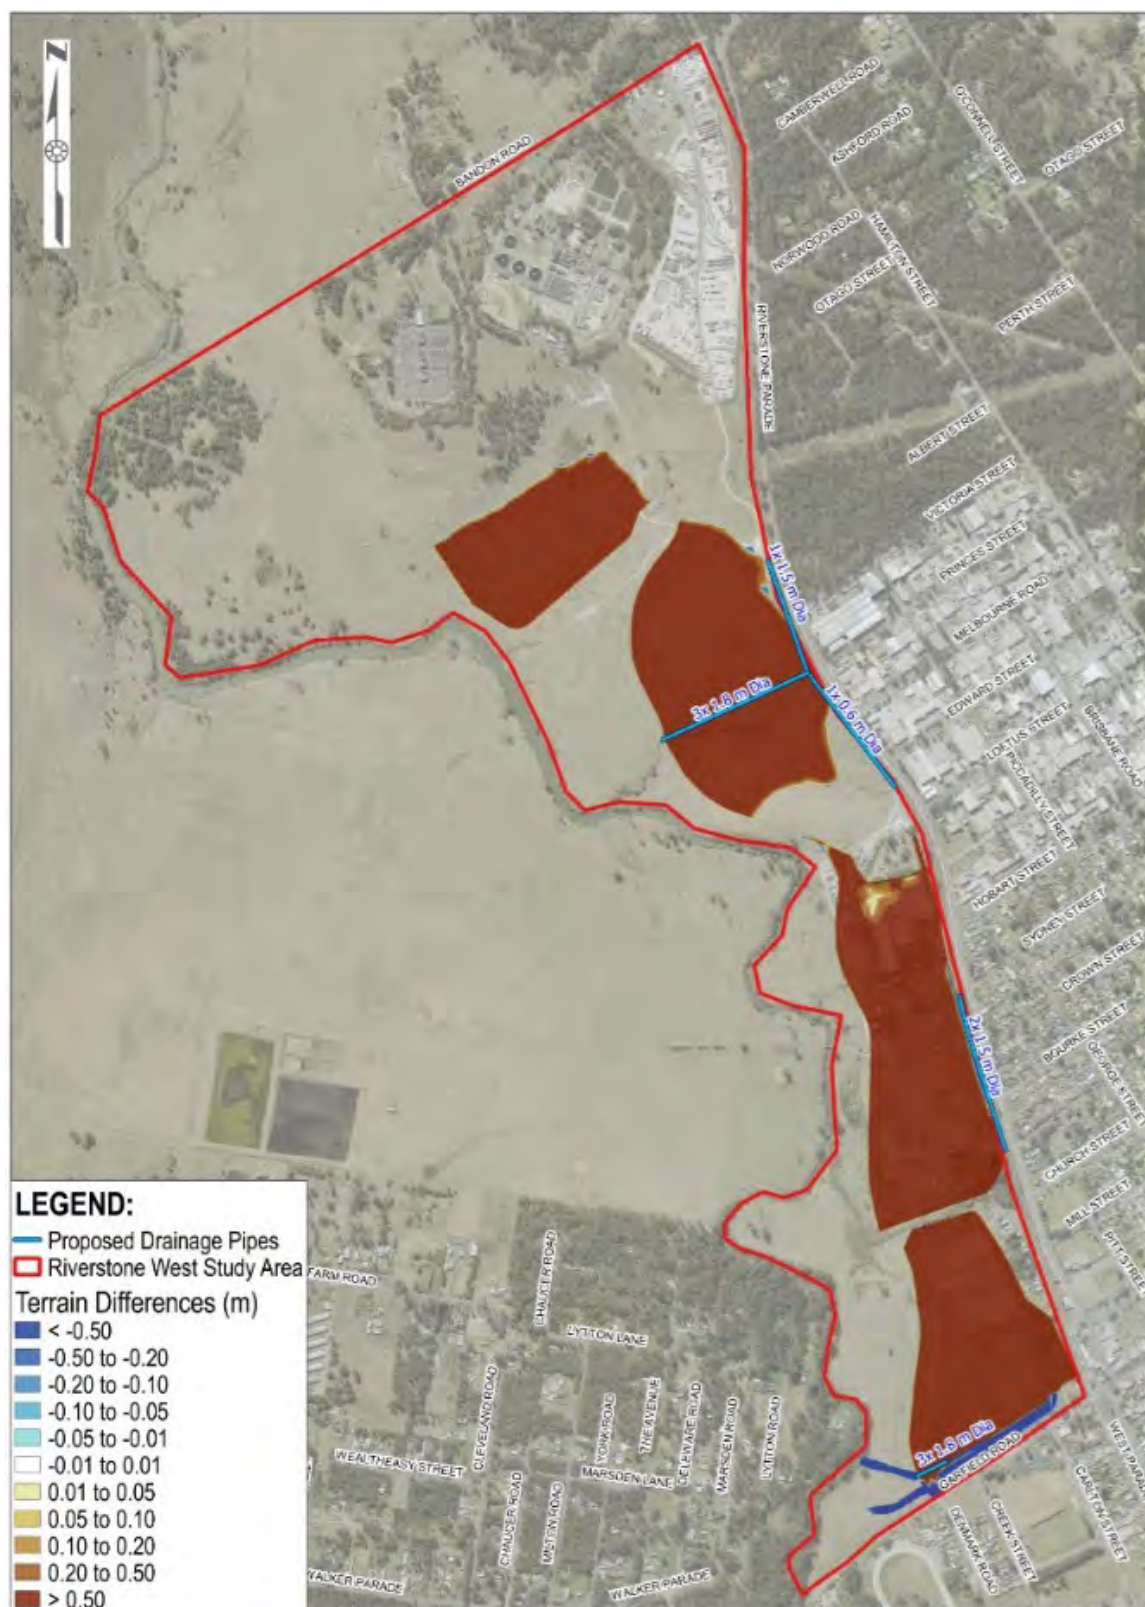 N
CAMBERWELL ROAD
O'CONNELL STREET
ASHFORD ROAD
OTAGO STREET
BANDON ROAD
NORWOOD ROAD
HAMILTON STREET
OTAGO STREET
PERTH STREET
RIVERSTONE PARADE
ALBERT STREET
VICTORIA STREET
PRINCES STREET
1x 1.5 m Dia
MELBOURNE ROAD
EDWARD STREET
3x 1.8 m Dia
1x 0.6 m Dia
LOFTUS STREET
BRISBANE ROAD
PICCADILLY STREET
HOBART STREET
SYDNEY STREET
CROWN STREET
2x 1.5 m Dia
BOURKE STREET
GEORGE STREET
CHURCH STREET
MILL STREET
PITT STREET
LEGEND:
Proposed Drainage Pipes
Riverstone West Study Area
Terrain Differences (m)
< -0.50
-0.50 to -0.20
-0.20 to -0.10
-0.10 to -0.05
-0.05 to -0.01
-0.01 to 0.01
0.01 to 0.05
0.05 to 0.10
0.10 to 0.20
0.20 to 0.50
> 0.50
FARM ROAD
CHAUCER ROAD
LYTTON LANE
CLEVELAND ROAD
YORK ROAD
THE AVENUE
DELHWARE ROAD
MARSDEN ROAD
LYTTON ROAD
WEALTHEASY STREET
MARSDEN LANE
CHAUCER ROAD
MILTON ROAD
WALKER PARADE
WALKER PARADE
3x 1.8 m Dia
GARFIELD ROAD
WEST PARA
CARLTON STREET
CREEK STREET
DENMARK ROAD